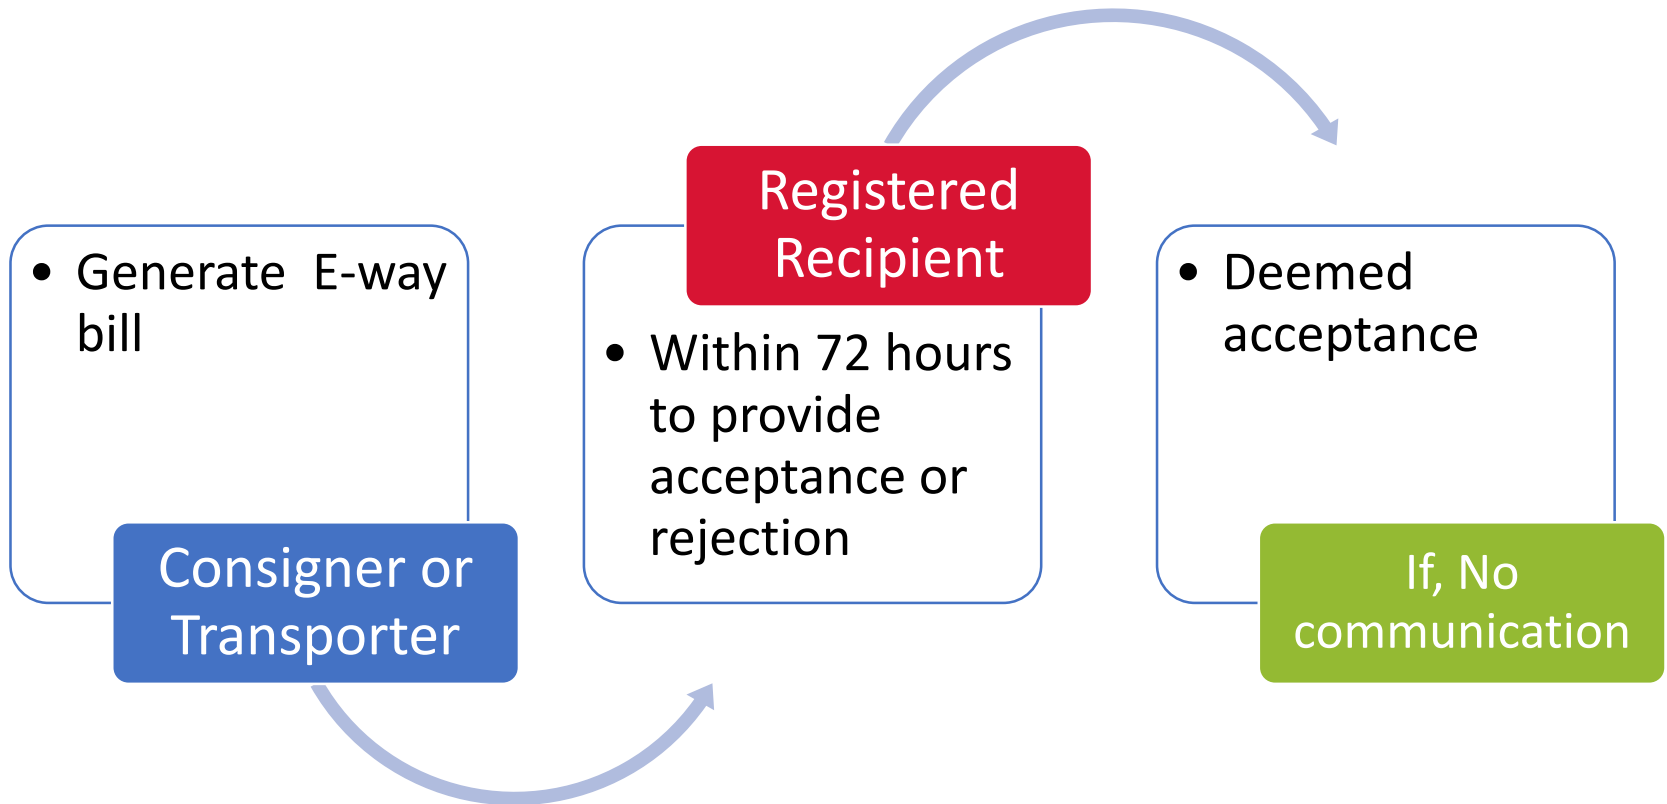 • Generate  E-way
bill
Consigner or
Transporter
Registered
Recipient
• Within 72 hours
to provide
acceptance or
rejection
• Deemed
acceptance
If, No
communication